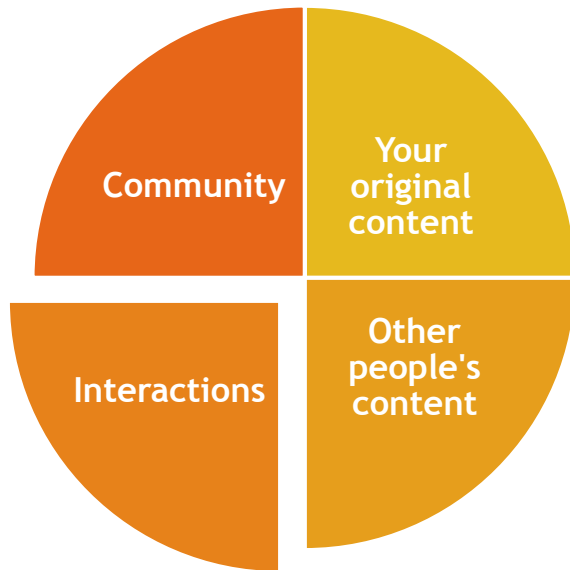 Community
Your
original
content
Interactions
Other
people's
content